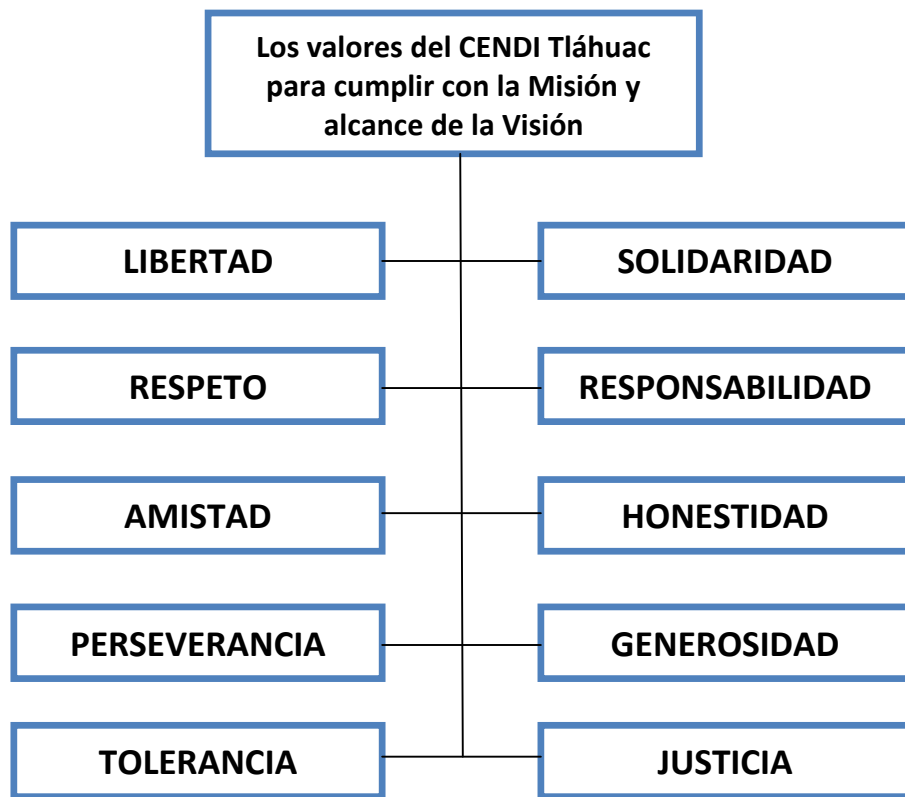 Los valores del CENDI Tláhuac
para cumplir con la Misión y
alcance de la Visión
LIBERTAD
SOLIDARIDAD
RESPETO
RESPONSABILIDAD
AMISTAD
HONESTIDAD
PERSEVERANCIA
GENEROSIDAD
TOLERANCIA
JUSTICIA